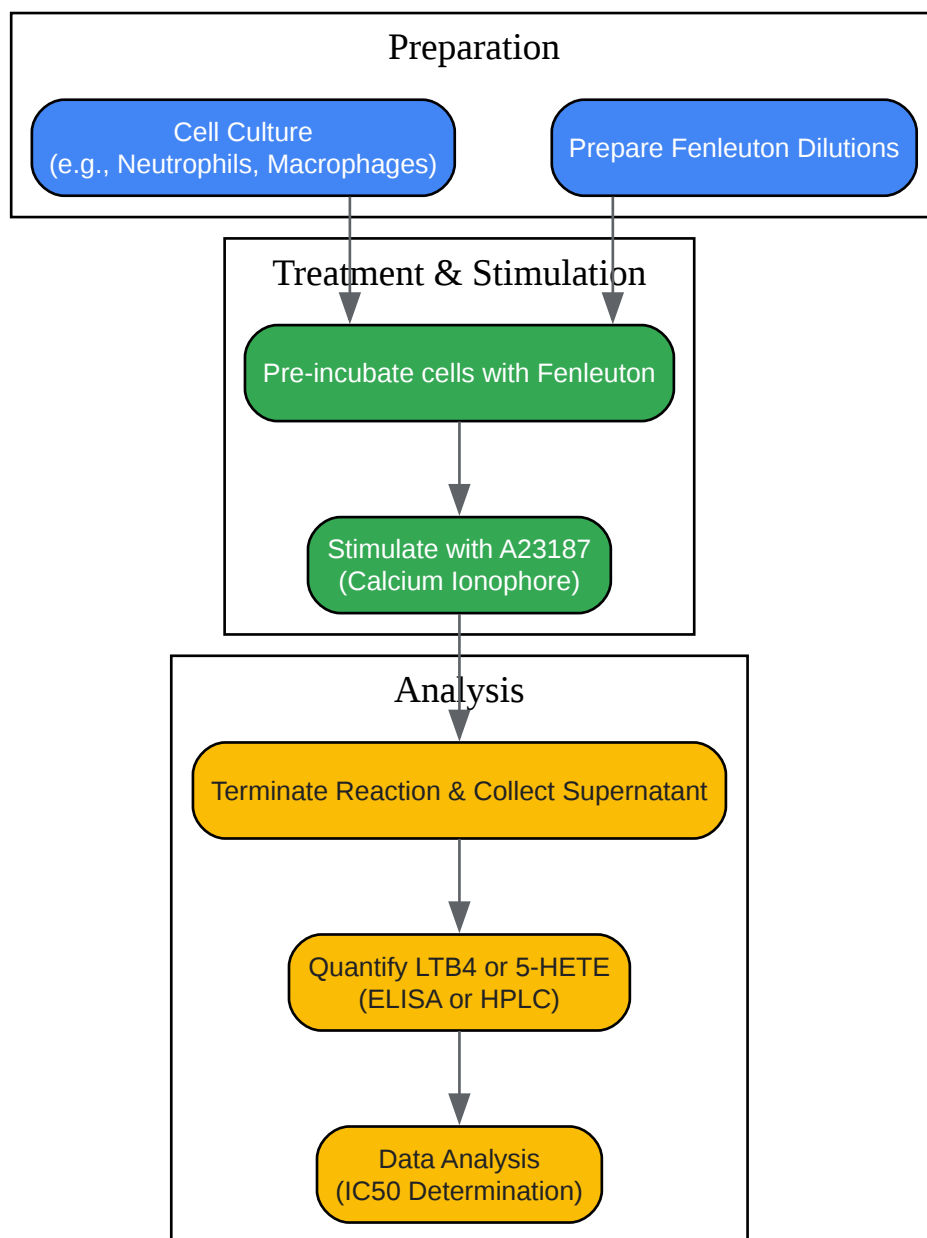 Preparation
Cell Culture
(e.g., Neutrophils, Macrophages)
Prepare Fenleuton Dilutions
Treatment & Stimulation
Pre-incubate cells with Fenleuton
Stimulate with A23187
(Calcium Ionophore)
Analysis
Terminate Reaction & Collect Supernatant
Quantify LTB4 or 5-HETE
(ELISA or HPLC)
Data Analysis
(IC50 Determination)